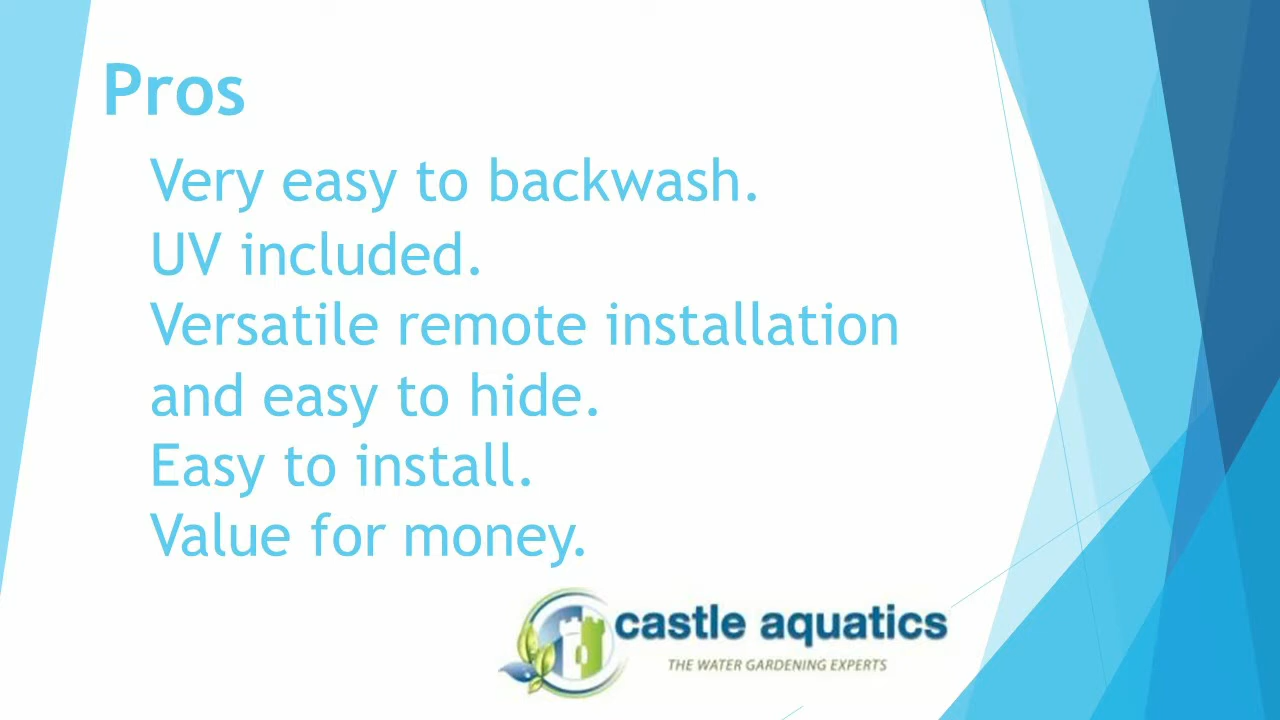 Pros
Very easy to backwash.
UV included.
Versatile remote installation
and easy to hide.
Easy to install.
Value for money.
castle aquatics
THE WATER GARDENING EXPERTS